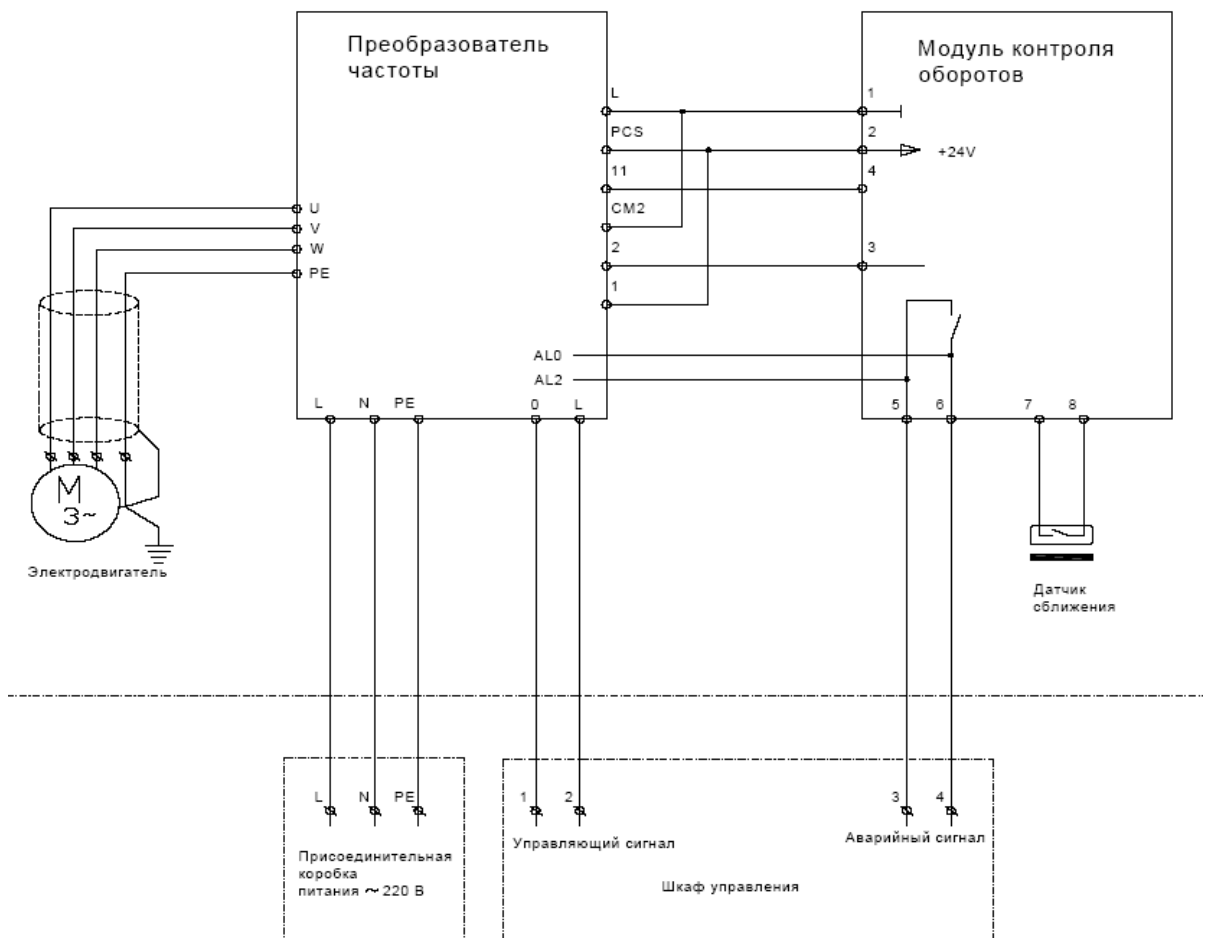 Преобразователь
частоты
Модуль контроля
оборотов
L
1
PCS
2
+24V
11
4
U
CM2
V
W
2
3
PE
1
AL0
AL2
L N PE 0 L
5 6 7 8
M
3~
Электродвигатель
Датчик
сближения
L N PE
1 2
3 4
Управляющий сигнал
Аварийный сигнал
Присоединительная
коробка
питания ~ 220 В
Шкаф управления